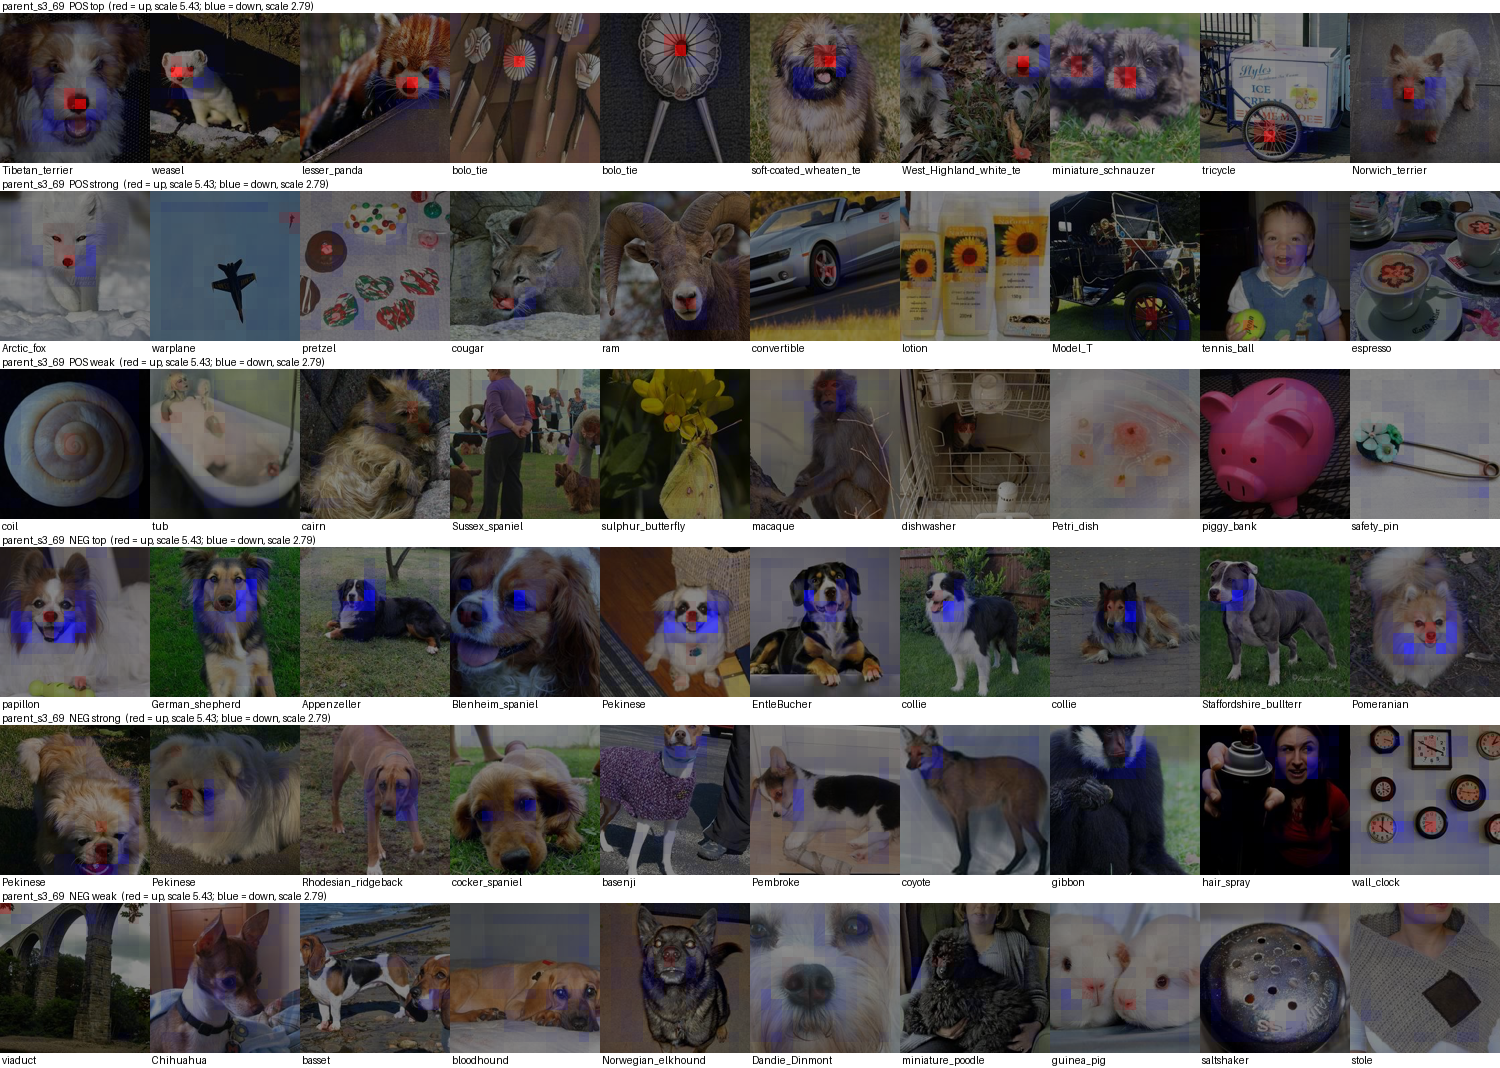 parent_s3_69 POS top (red = up, scale 5.43; blue = down, scale 2.79)
Styles
ICE
CREAM
HOME MADE
Tibetan_terrier weasel lesser_panda bolo_tie bolo_tie soft-coated_wheaten_te West_Highland_white_te miniature_schnauzer tricycle Norwich_terrier
parent_s3_69 POS strong (red = up, scale 5.43; blue = down, scale 2.79)
Arctic_fox warplane pretzel cougar ram convertible lotion Model_T tennis_ball espresso
parent_s3_69 POS weak (red = up, scale 5.43; blue = down, scale 2.79)
coil tub cairn Sussex_spaniel sulphur_butterfly macaque dishwasher Petri_dish piggy_bank safety_pin
parent_s3_69 NEG top (red = up, scale 5.43; blue = down, scale 2.79)
papillon German_shepherd Appenzeller Blenheim_spaniel Pekinese EntleBucher collie collie Staffordshire_bullterr Pomeranian
parent_s3_69 NEG strong (red = up, scale 5.43; blue = down, scale 2.79)
Pekinese Pekinese Rhodesian_ridgeback cocker_spaniel basenji Pembroke coyote gibbon hair_spray wall_clock
parent_s3_69 NEG weak (red = up, scale 5.43; blue = down, scale 2.79)
viaduct Chihuahua basset bloodhound Norwegian_elkhound Dandie_Dinmont miniature_poodle guinea_pig saltshaker stole